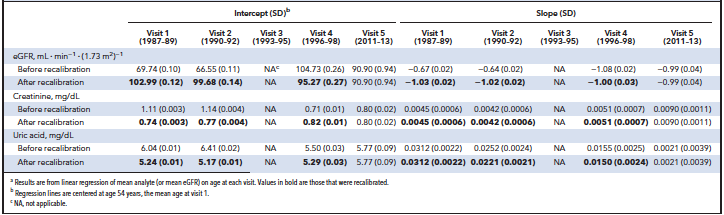 Intercept (SD)ᵇ Slope (SD)
Visit 1 Visit 2 Visit 3 Visit 4 Visit 5 Visit 1 Visit 2 Visit 3 Visit 4 Visit 5
(1987-89) (1990-92) (1993-95) (1996-98) (2011-13) (1987-89) (1990-92) (1993-95) (1996-98) (2011-13)
eGFR, mL · min⁻¹ · (1.73 m²)⁻¹
Before recalibration 69.74 (0.10) 66.55 (0.11) NAᶜ 104.73 (0.26) 90.90 (0.94) −0.67 (0.02) −0.64 (0.02) NA −1.08 (0.02) −0.99 (0.04)
After recalibration 102.99 (0.12) 99.68 (0.14) NA 95.27 (0.27) 90.90 (0.94) −1.03 (0.02) −1.02 (0.02) NA −1.00 (0.03) −0.99 (0.04)
Creatinine, mg/dL
Before recalibration 1.11 (0.003) 1.14 (0.004) NA 0.71 (0.01) 0.80 (0.02) 0.0045 (0.0006) 0.0042 (0.0006) NA 0.0051 (0.0007) 0.0090 (0.0011)
After recalibration 0.74 (0.003) 0.77 (0.004) NA 0.82 (0.01) 0.80 (0.02) 0.0045 (0.0006) 0.0042 (0.0006) NA 0.0051 (0.0007) 0.0090 (0.0011)
Uric acid, mg/dL
Before recalibration 6.04 (0.01) 6.41 (0.02) NA 5.50 (0.03) 5.77 (0.09) 0.0312 (0.0022) 0.0252 (0.0024) NA 0.0155 (0.0025) 0.0021 (0.0039)
After recalibration 5.24 (0.01) 5.17 (0.01) NA 5.29 (0.03) 5.77 (0.09) 0.0312 (0.0022) 0.0221 (0.0021) NA 0.0150 (0.0024) 0.0021 (0.0039)
ᵃ Results are from linear regression of mean analyte (or mean eGFR) on age at each visit. Values in bold are those that were recalibrated.
ᵇ Regression lines are centered at age 54 years, the mean age at visit 1.
ᶜ NA, not applicable.